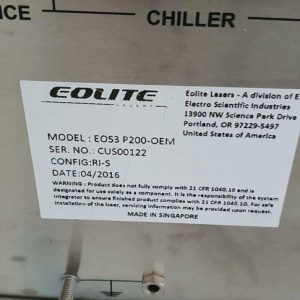 NCE CHILLER
EOLITE
LASERS
Eolite Lasers - A division of E
Electro Scientific Industries
13900 NW Science Park Drive
Portland, OR 97229-5497
United States of America
MODEL : EOS3 P200-OEM
SER. NO.: CUS00122
CONFIG:RI-S
DATE:04/2016
WARNING : Product does not fully comply with 21 CFR 1040.10 and is
designated for use solely as a component. It is the responsibility of the system
integrator to ensure finished product complies with 21 CFR 1040.10. For safe
installation of the laser, servicing information may be provided upon request.
MADE IN SINGAPORE